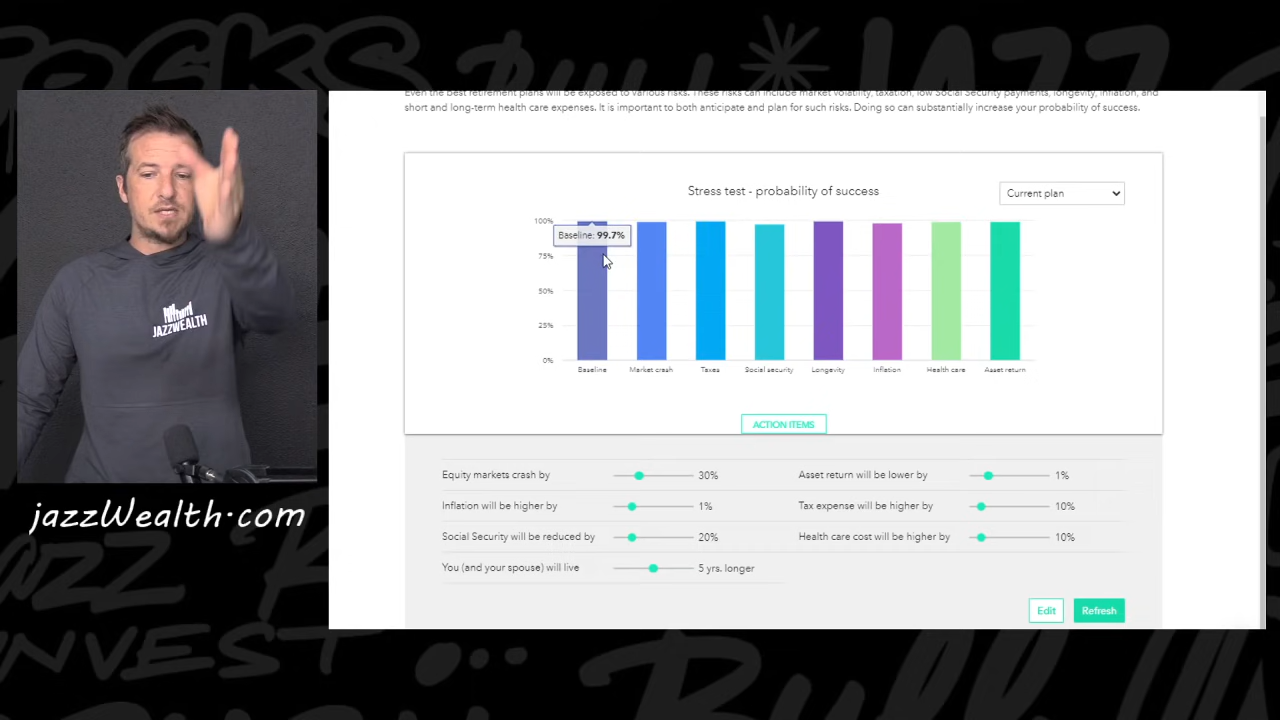 Even the best retirement plans will be exposed to various risks. These risks can include market volatility, taxation, low Social Security payments, longevity, inflation, and
short and long-term health care expenses. It is important to both anticipate and plan for such risks. Doing so can substantially increase your probability of success.
Stress test - probability of success
Current plan
100%
Baseline: 99.7%
75%
50%
25%
0%
Baseline Market crash Taxes Social security Longevity Inflation Health care Asset return
ACTION ITEMS
Equity markets crash by 30% Asset return will be lower by 1%
Inflation will be higher by 1% Tax expense will be higher by 10%
Social Security will be reduced by 20% Health care cost will be higher by 10%
You (and your spouse) will live 5 yrs. longer
Edit Refresh
JAZZWEALTH
jazzWealth.com
JAZZ
INVEST
Bull